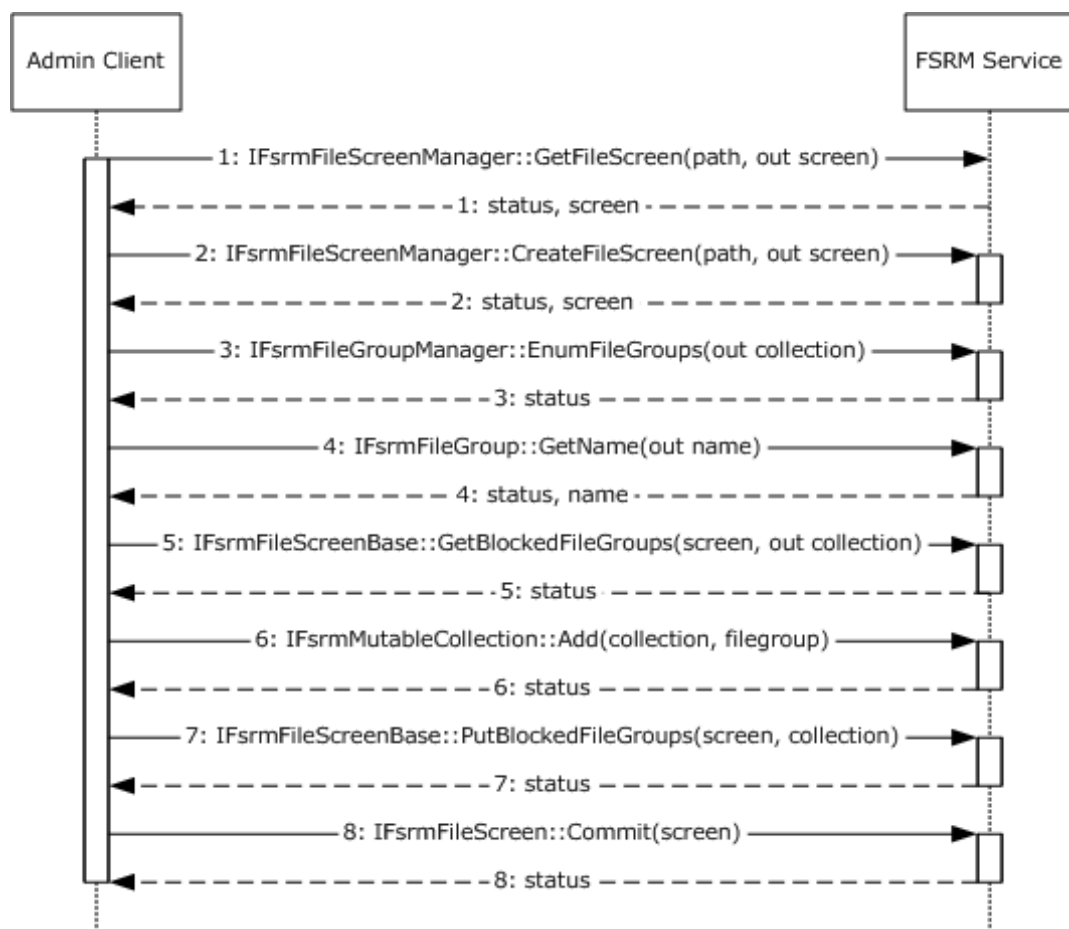 Admin Client
FSRM Service
1: IFsrmFileScreenManager::GetFileScreen(path, out screen)
1: status, screen
2: IFsrmFileScreenManager::CreateFileScreen(path, out screen)
2: status, screen
3: IFsrmFileGroupManager::EnumFileGroups(out collection)
3: status
4: IFsrmFileGroup::GetName(out name)
4: status, name
5: IFsrmFileScreenBase::GetBlockedFileGroups(screen, out collection)
5: status
6: IFsrmMutableCollection::Add(collection, filegroup)
6: status
7: IFsrmFileScreenBase::PutBlockedFileGroups(screen, collection)
7: status
8: IFsrmFileScreen::Commit(screen)
8: status